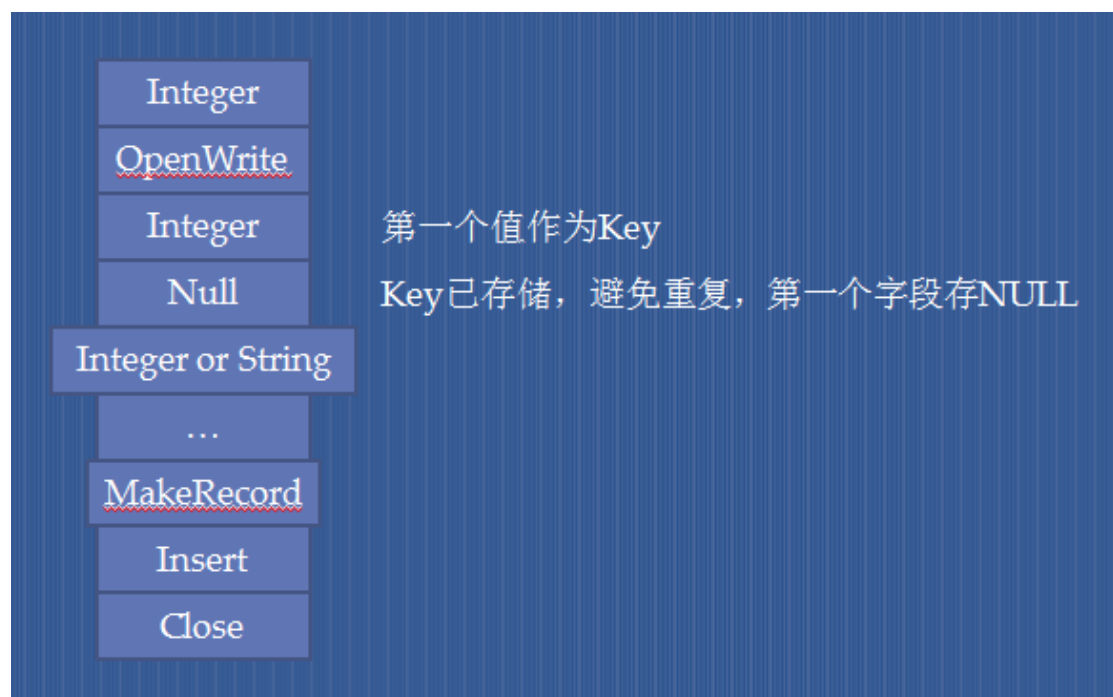 Integer
OpenWrite
Integer 第一个值作为Key
Null Key已存储，避免重复，第一个字段存NULL
Integer or String
...
MakeRecord
Insert
Close